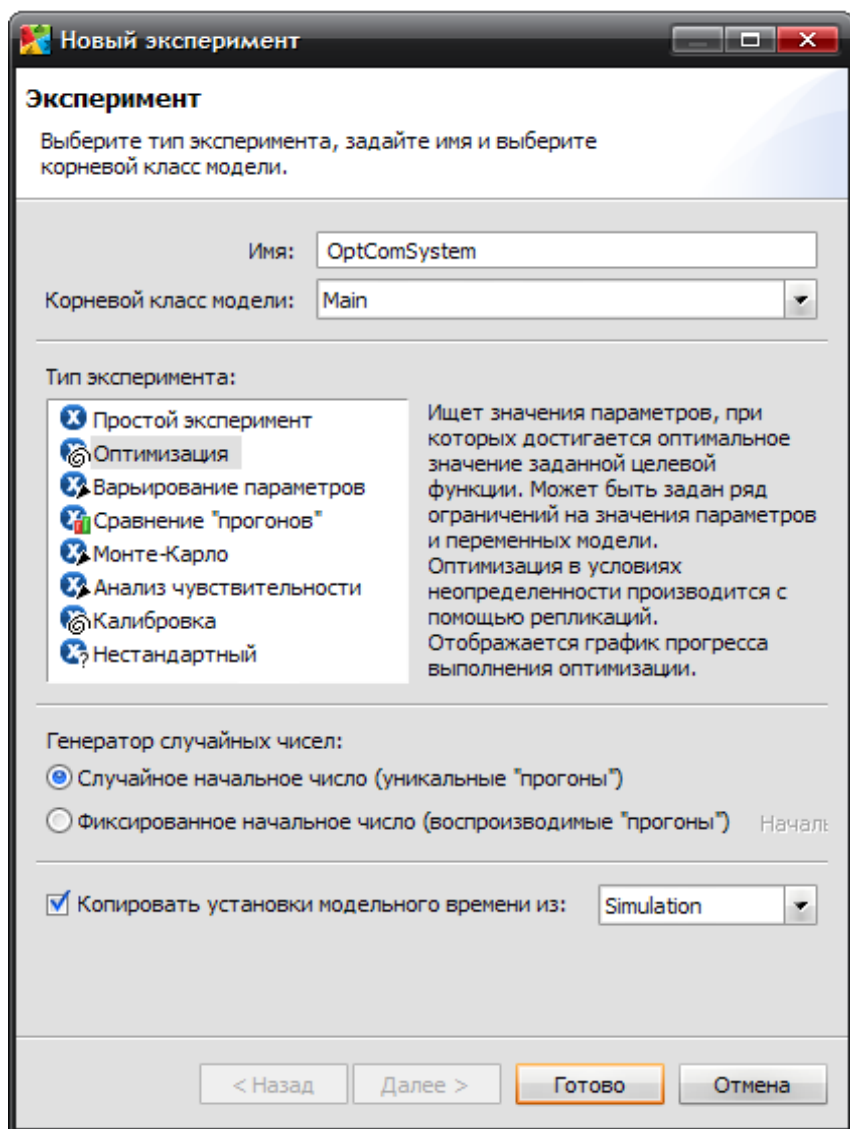 Новый эксперимент
Эксперимент
Выберите тип эксперимента, задайте имя и выберите
корневой класс модели.
Имя: OptComSystem
Корневой класс модели: Main
Тип эксперимента:
Простой эксперимент
Оптимизация
Варьирование параметров
Сравнение "прогонов"
Монте-Карло
Анализ чувствительности
Калибровка
Нестандартный
Ищет значения параметров, при
которых достигается оптимальное
значение заданной целевой
функции. Может быть задан ряд
ограничений на значения параметров
и переменных модели.
Оптимизация в условиях
неопределенности производится с
помощью репликаций.
Отображается график прогресса
выполнения оптимизации.
Генератор случайных чисел:
Случайное начальное число (уникальные "прогоны")
Фиксированное начальное число (воспроизводимые "прогоны") Началь
Копировать установки модельного времени из: Simulation
< Назад Далее > Готово Отмена